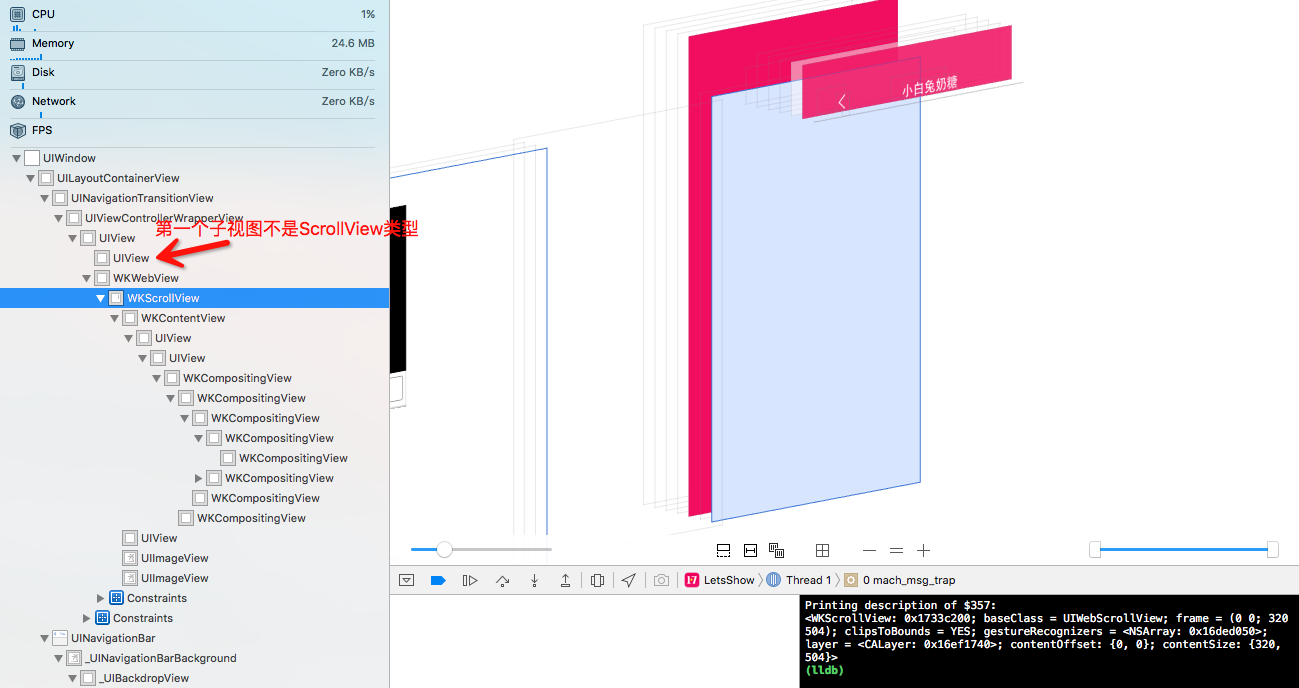 CPU 1%
Memory 24.6 MB
Disk Zero KB/s
Network Zero KB/s
FPS
UIWindow
UILayoutContainerView
UINavigationTransitionView
UIViewControllerWrapperView
第一个子视图不是ScrollView类型
UIView
UIView
WKWebView
WKScrollView
WKContentView
UIView
UIView
WKCompositingView
WKCompositingView
WKCompositingView
WKCompositingView
WKCompositingView
WKCompositingView
WKCompositingView
WKCompositingView
UIView
UIImageView
UIImageView
Constraints
Constraints
UINavigationBar
_UINavigationBarBackground
_UIBackdropView
小白兔奶糖
LetsShow Thread 1 0 mach_msg_trap
Printing description of $357:
<WKScrollView: 0x1733c200; baseClass = UIWebScrollView; frame = (0 0; 320
504); clipsToBounds = YES; gestureRecognizers = <NSArray: 0x16ded050>;
layer = <CALayer: 0x16ef1740>; contentOffset: {0, 0}; contentSize: {320,
504}>
(lldb)